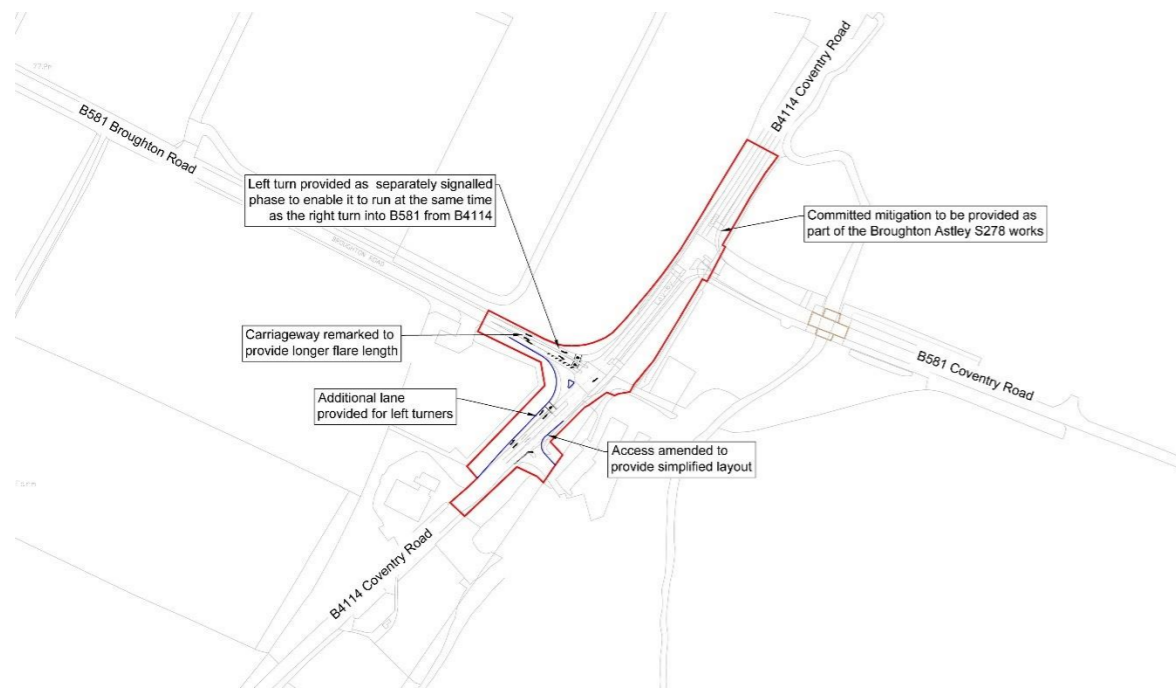 B4114 Coventry Road
B581 Broughton Road
Left turn provided as separately signalled
phase to enable it to run at the same time
as the right turn into B581 from B4114
Committed mitigation to be provided as
part of the Broughton Astley S278 works
BROUGHTON ROAD
Carriageway remarked to
provide longer flare length
B581 Coventry Road
Additional lane
provided for left turners
Access amended to
provide simplified layout
B4114 Coventry Road